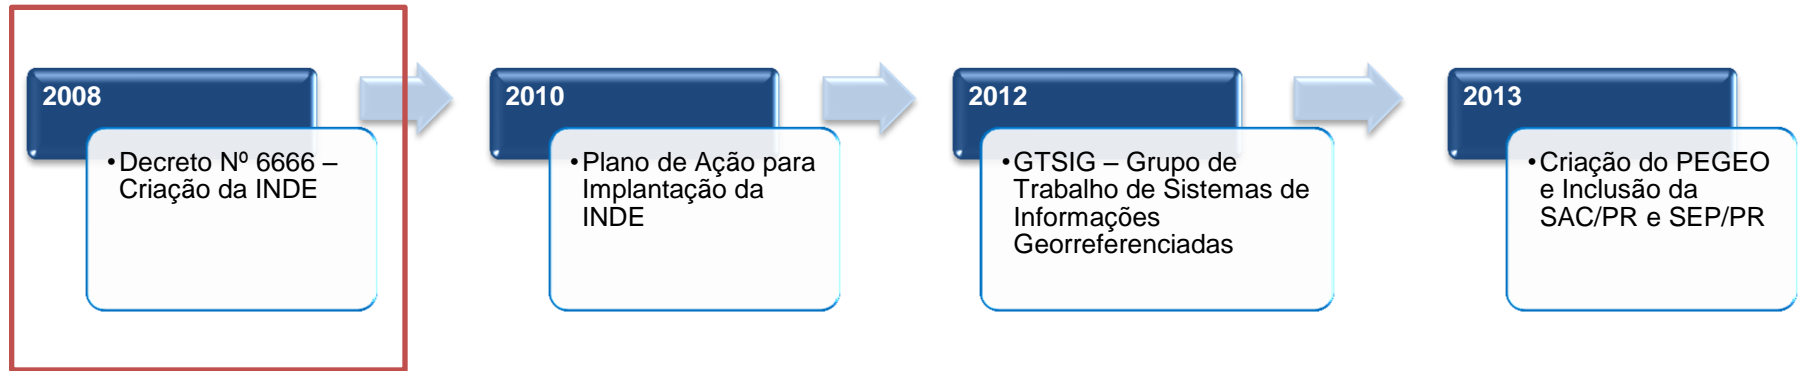 2008
•Decreto Nº 6666 –
Criação da INDE
2010
•Plano de Ação para
Implantação da
INDE
2012
•GTSIG – Grupo de
Trabalho de Sistemas de
Informações
Georreferenciadas
2013
•Criação do PEGEO
e Inclusão da
SAC/PR e SEP/PR